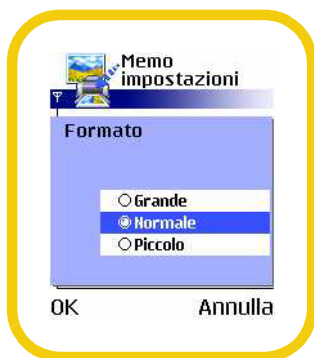 Memo
impostazioni
Formato
Grande
Normale
Piccolo
OK Annulla